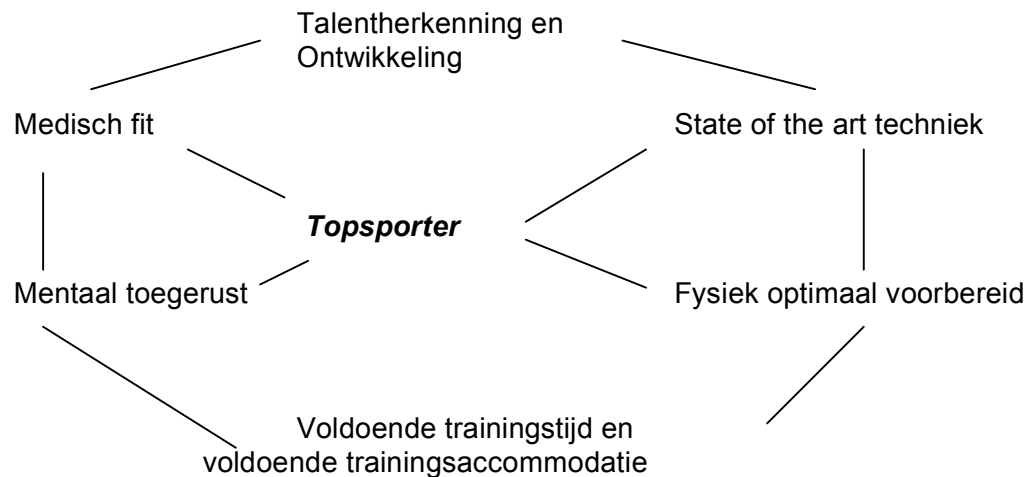 Talentherkenning en
Ontwikkeling
Medisch fit
State of the art techniek
Topsporter
Mentaal toegerust
Fysiek optimaal voorbereid
Voldoende trainingstijd en
voldoende trainingsaccommodatie